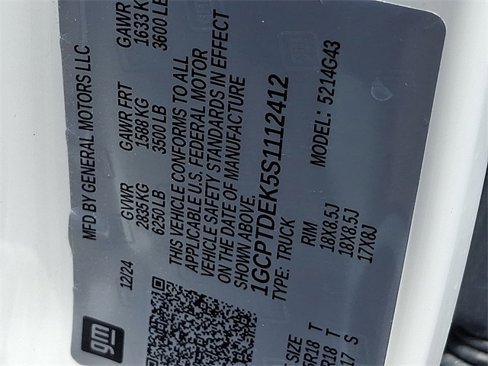 MFD BY GENERAL MOTORS LLC
12/24 GVWR GAWR FRT GAWR
2835 KG 1588 KG 1633 K
6250 LB 3500 LB 3600 LB
THIS VEHICLE CONFORMS TO ALL
APPLICABLE U.S. FEDERAL MOTOR
VEHICLE SAFETY STANDARDS IN EFFECT
ON THE DATE OF MANUFACTURE
SHOWN ABOVE.
1GCPTDEK5S1112412
TYPE: TRUCK MODEL: 5214G43
gm
E SIZE RIM
5R18 T 18X8.5J
R18 T 18X8.5J
17 S 17X8J